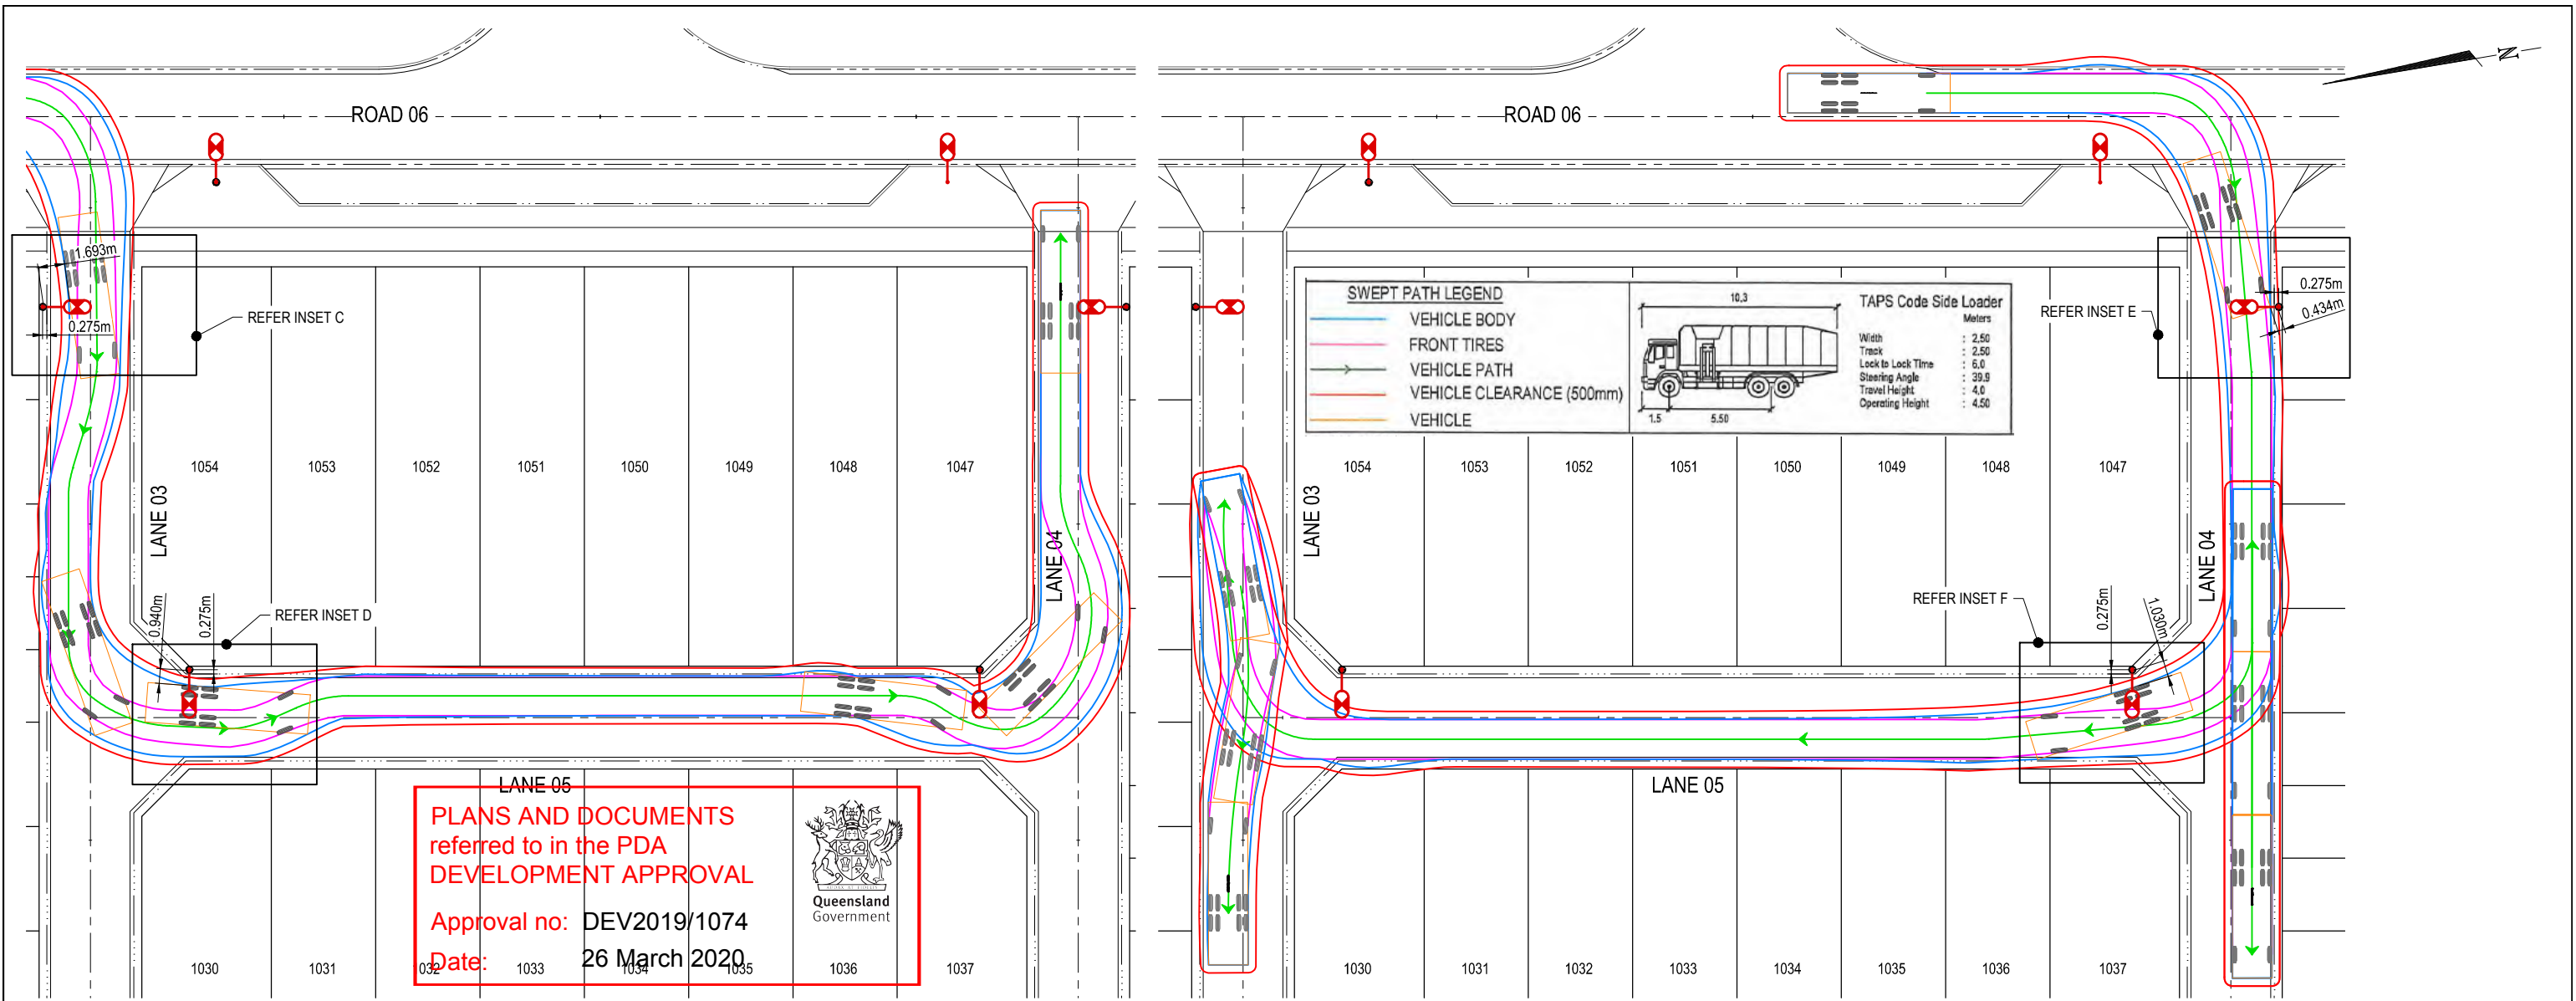 ROAD 06
1.693m
0.275m
REFER INSET C
1054
1053
1052
1051
1050
1049
1048
1047
LANE 03
LANE 04
0.940m
0.275m
REFER INSET D
LANE 05
PLANS AND DOCUMENTS
referred to in the PDA
DEVELOPMENT APPROVAL
Approval no: DEV2019/1074
Date: 26 March 2020
Queensland
Government
1030
1031
1032
1033
1034
1035
1036
1037
ROAD 06
N
SWEPT PATH LEGEND
VEHICLE BODY
FRONT TIRES
VEHICLE PATH
VEHICLE CLEARANCE (500mm)
VEHICLE
10.3
1.5
5.50
TAPS Code Side Loader
Meters
Width : 2.50
Track : 2.50
Lock to Lock Time : 6.0
Steering Angle : 39.9
Travel Height : 4.0
Operating Height : 4.50
REFER INSET E
0.275m
0.434m
1054
1053
1052
1051
1050
1049
1048
1047
LANE 03
LANE 04
REFER INSET F
0.275m
1.030m
LANE 05
1030
1031
1032
1033
1034
1035
1036
1037